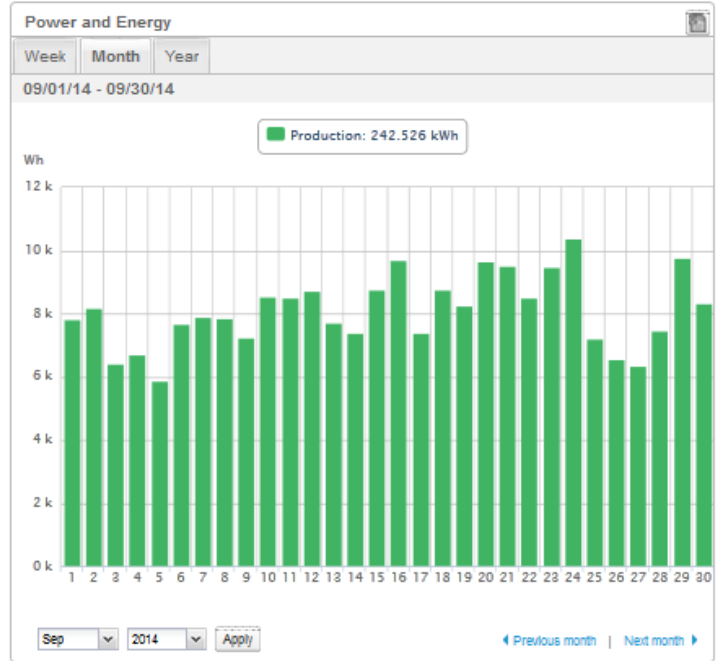 Power and Energy
Week Month Year
09/01/14 - 09/30/14
Production: 242.526 kWh
Wh
12 k
10 k
8 k
6 k
4 k
2 k
0 k
1 2 3 4 5 6 7 8 9 10 11 12 13 14 15 16 17 18 19 20 21 22 23 24 25 26 27 28 29 30
Sep 2014 Apply Previous month | Next month